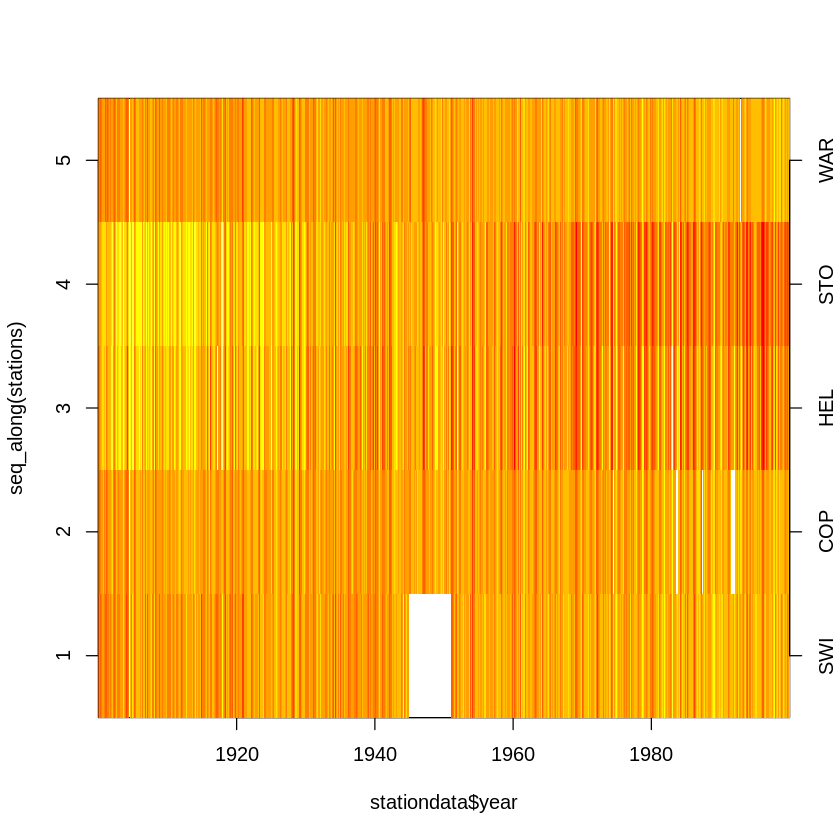 5
4
3
2
1
seq_along(stations)
WAR
STO
HEL
COP
SWI
1920 1940 1960 1980
stationdata$year